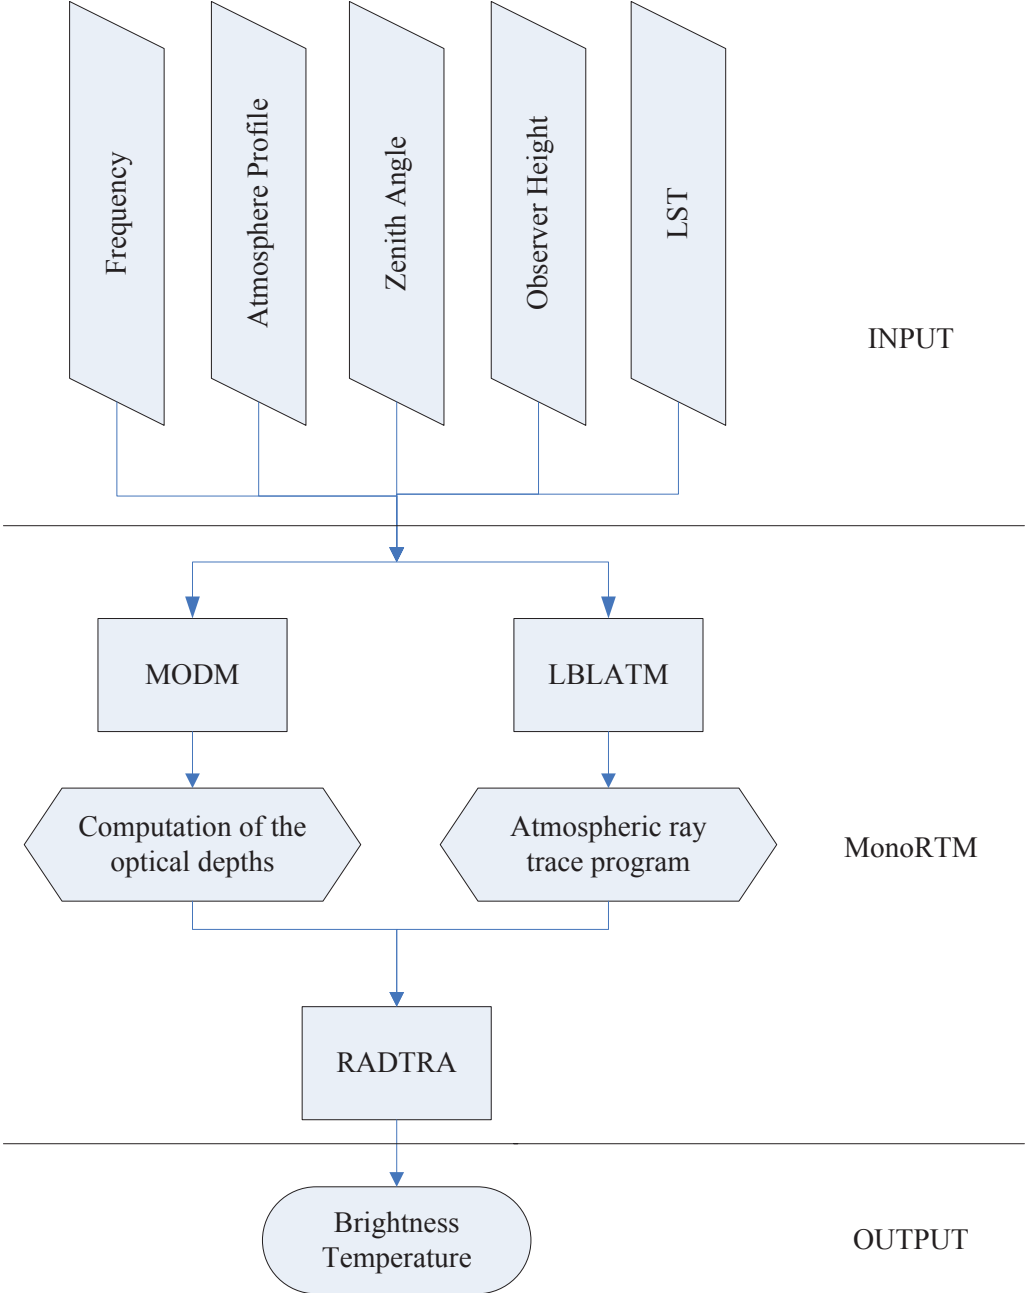 Frequency
Atmosphere Profile
Zenith Angle
Observer Height
LST
INPUT
MODM
LBLATM
Computation of the
optical depths
Atmospheric ray
trace program
MonoRTM
RADTRA
Brightness
Temperature
OUTPUT